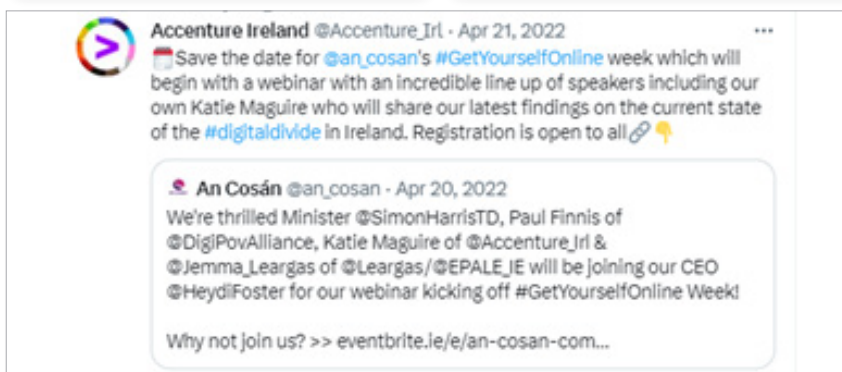 Accenture Ireland @Accenture_Irl · Apr 21, 2022 ...
🗓️Save the date for @an_cosan's #GetYourselfOnline week which will
begin with a webinar with an incredible line up of speakers including our
own Katie Maguire who will share our latest findings on the current state
of the #digitaldivide in Ireland. Registration is open to all🔗👇
An Cosán @an_cosan · Apr 20, 2022
We're thrilled Minister @SimonHarrisTD, Paul Finnis of
@DigiPovAlliance, Katie Maguire of @Accenture_Irl &
@Jemma_Leargas of @Leargas/@EPALE_IE will be joining our CEO
@HeydiFoster for our webinar kicking off #GetYourselfOnline Week!
Why not join us? >> eventbrite.ie/e/an-cosan-com...